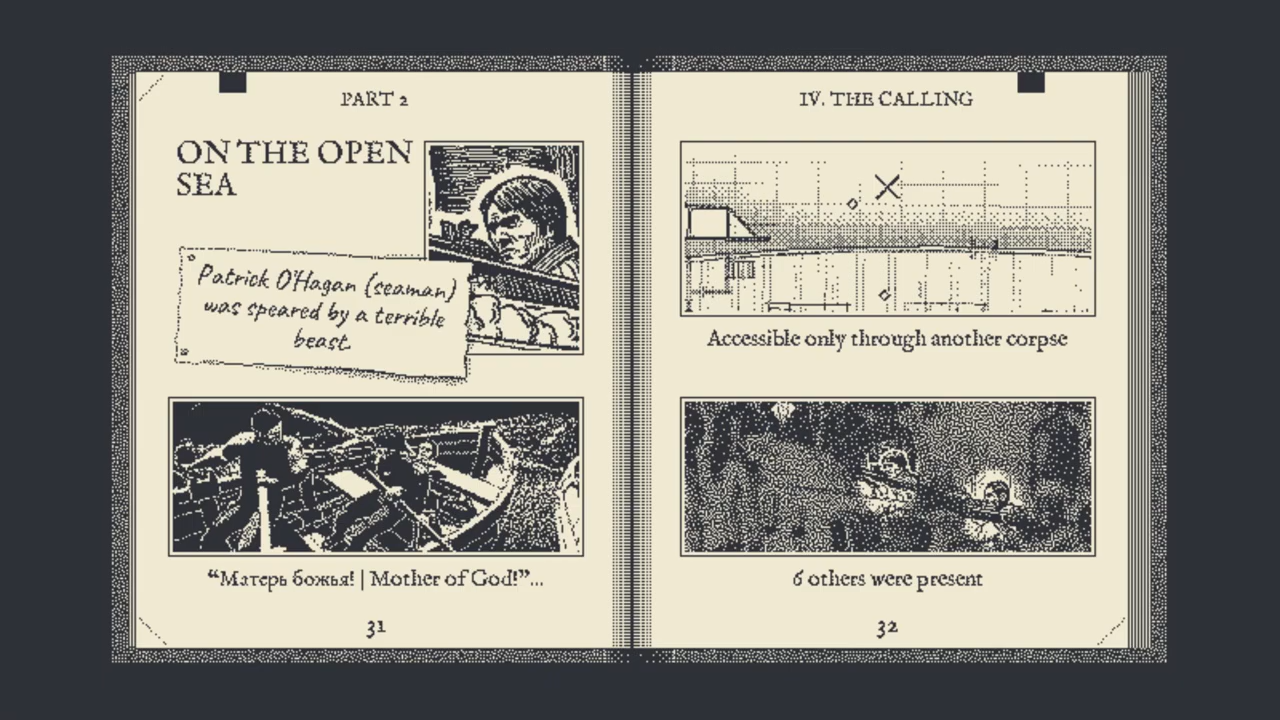 PART 2
ON THE OPEN
SEA
Patrick O'Hagan (seaman)
was speared by a terrible
beast.
“Матерь божья! | Mother of God!”...
31
IV. THE CALLING
Accessible only through another corpse
6 others were present
32